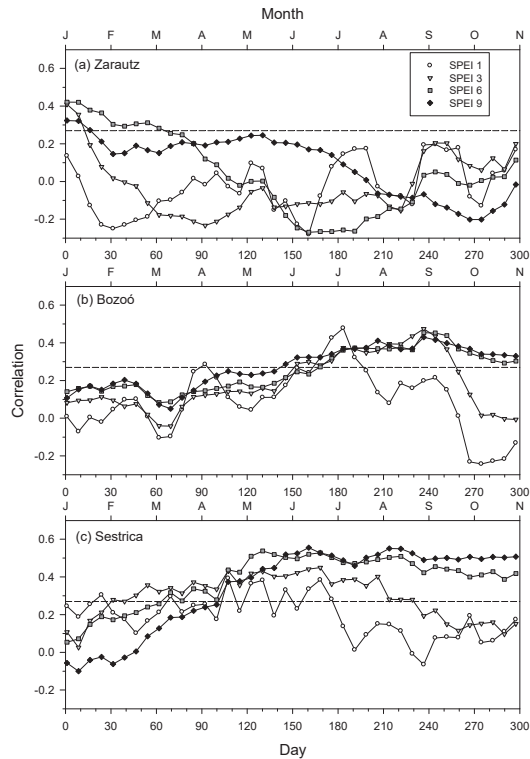 Month
J F M A M J J A S O N
(a) Zarautz
SPEI 1
SPEI 3
SPEI 6
SPEI 9
0.6
0.4
0.2
0.0
-0.2
0 30 60 90 120 150 180 210 240 270 300
J F M A M J J A S O N
(b) Bozoó
0.6
0.4
0.2
0.0
-0.2
Correlation
0 30 60 90 120 150 180 210 240 270 300
J F M A M J J A S O N
(c) Sestrica
0.6
0.4
0.2
0.0
-0.2
0 30 60 90 120 150 180 210 240 270 300
Day